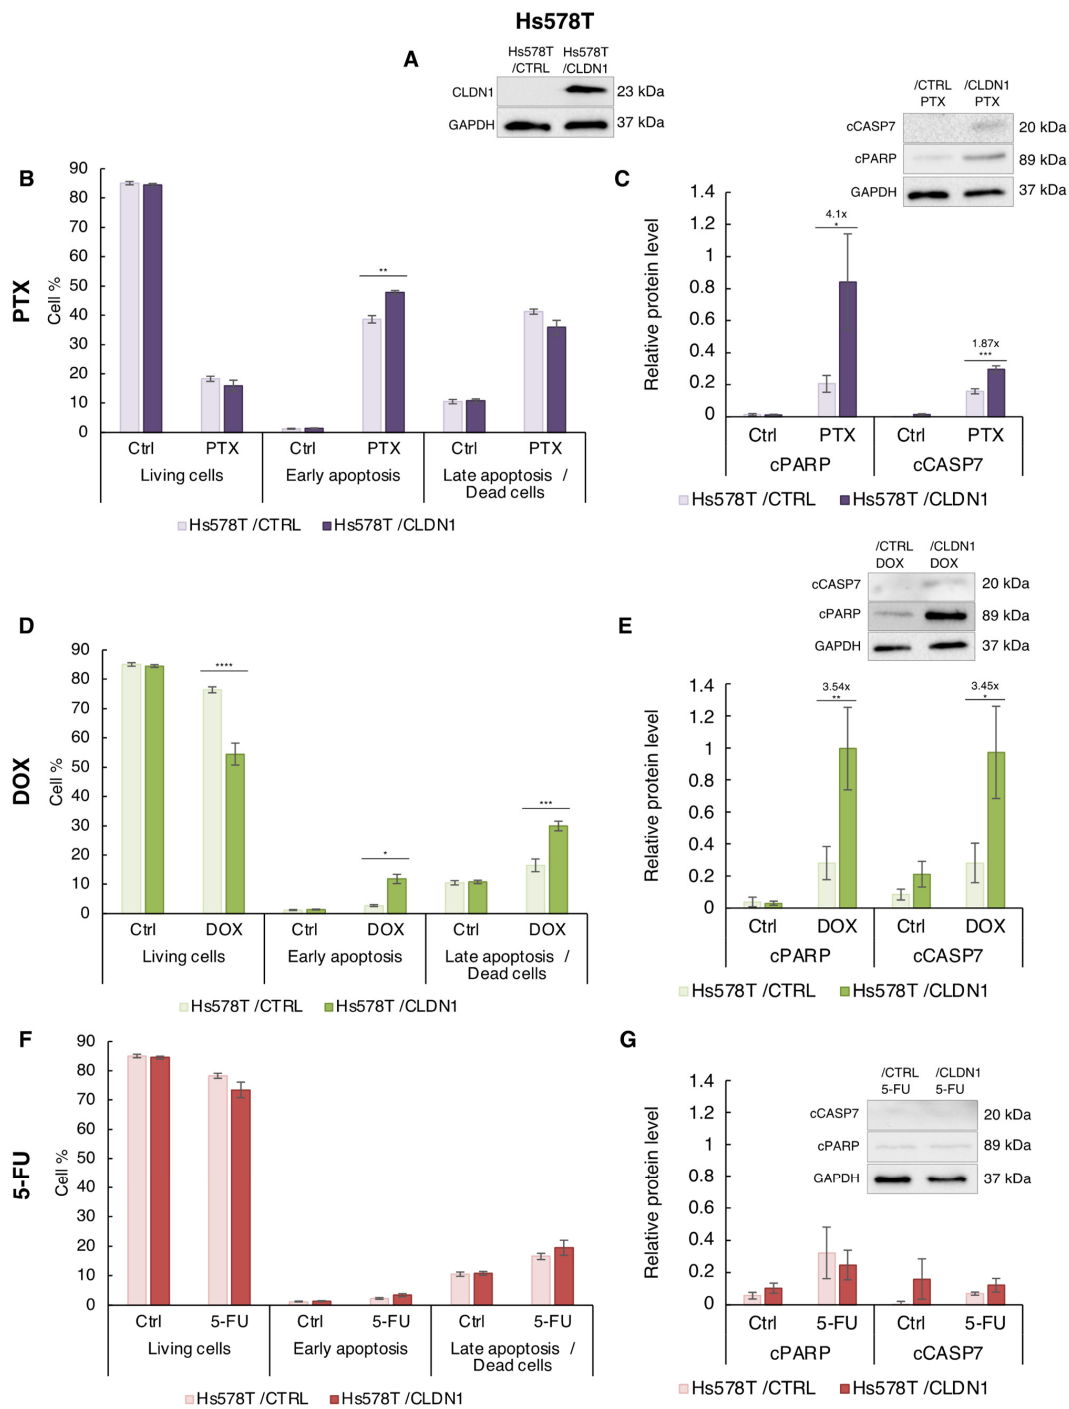 Hs578T
A
Hs578T Hs578T
/CTRL /CLDN1
CLDN1 23 kDa
GAPDH 37 kDa
/CTRL /CLDN1
PTX PTX
cCASP7 20 kDa
cPARP 89 kDa
GAPDH 37 kDa
B
PTX
Cell %
90
80
70
60
50
40
30
20
10
0
**
Ctrl PTX Ctrl PTX Ctrl PTX
Living cells Early apoptosis Late apoptosis /
Dead cells
Hs578T /CTRL Hs578T /CLDN1
C
Relative protein level
1.4
1.2
1
0.8
0.6
0.4
0.2
0
4.1x
*
1.87x
***
Ctrl PTX Ctrl PTX
cPARP cCASP7
Hs578T /CTRL Hs578T /CLDN1
/CTRL /CLDN1
DOX DOX
cCASP7 20 kDa
cPARP 89 kDa
GAPDH 37 kDa
D
DOX
Cell %
90
80
70
60
50
40
30
20
10
0
****
*
***
Ctrl DOX Ctrl DOX Ctrl DOX
Living cells Early apoptosis Late apoptosis /
Dead cells
Hs578T /CTRL Hs578T /CLDN1
E
Relative protein level
1.4
1.2
1
0.8
0.6
0.4
0.2
0
3.54x
**
3.45x
*
Ctrl DOX Ctrl DOX
cPARP cCASP7
Hs578T /CTRL Hs578T /CLDN1
F
5-FU
Cell %
90
80
70
60
50
40
30
20
10
0
Ctrl 5-FU Ctrl 5-FU Ctrl 5-FU
Living cells Early apoptosis Late apoptosis /
Dead cells
Hs578T /CTRL Hs578T /CLDN1
G
/CTRL /CLDN1
5-FU 5-FU
cCASP7 20 kDa
cPARP 89 kDa
GAPDH 37 kDa
Relative protein level
1.4
1.2
1
0.8
0.6
0.4
0.2
0
Ctrl 5-FU Ctrl 5-FU
cPARP cCASP7
Hs578T /CTRL Hs578T /CLDN1